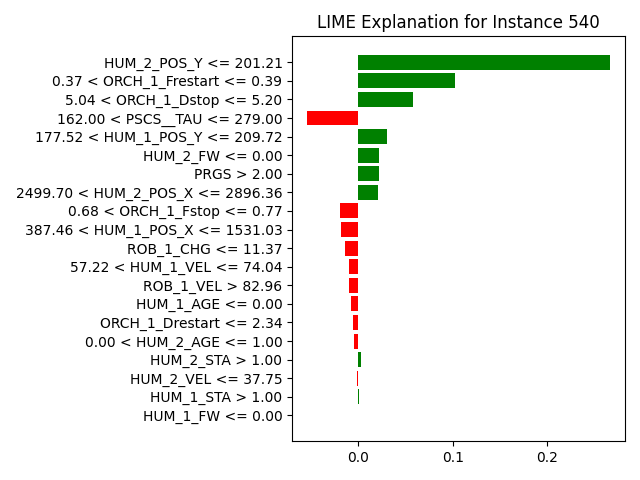 LIME Explanation for Instance 540
HUM_2_POS_Y <= 201.21
0.37 < ORCH_1_Frestart <= 0.39
5.04 < ORCH_1_Dstop <= 5.20
162.00 < PSCS__TAU <= 279.00
177.52 < HUM_1_POS_Y <= 209.72
HUM_2_FW <= 0.00
PRGS > 2.00
2499.70 < HUM_2_POS_X <= 2896.36
0.68 < ORCH_1_Fstop <= 0.77
387.46 < HUM_1_POS_X <= 1531.03
ROB_1_CHG <= 11.37
57.22 < HUM_1_VEL <= 74.04
ROB_1_VEL > 82.96
HUM_1_AGE <= 0.00
ORCH_1_Drestart <= 2.34
0.00 < HUM_2_AGE <= 1.00
HUM_2_STA > 1.00
HUM_2_VEL <= 37.75
HUM_1_STA > 1.00
HUM_1_FW <= 0.00
0.0 0.1 0.2